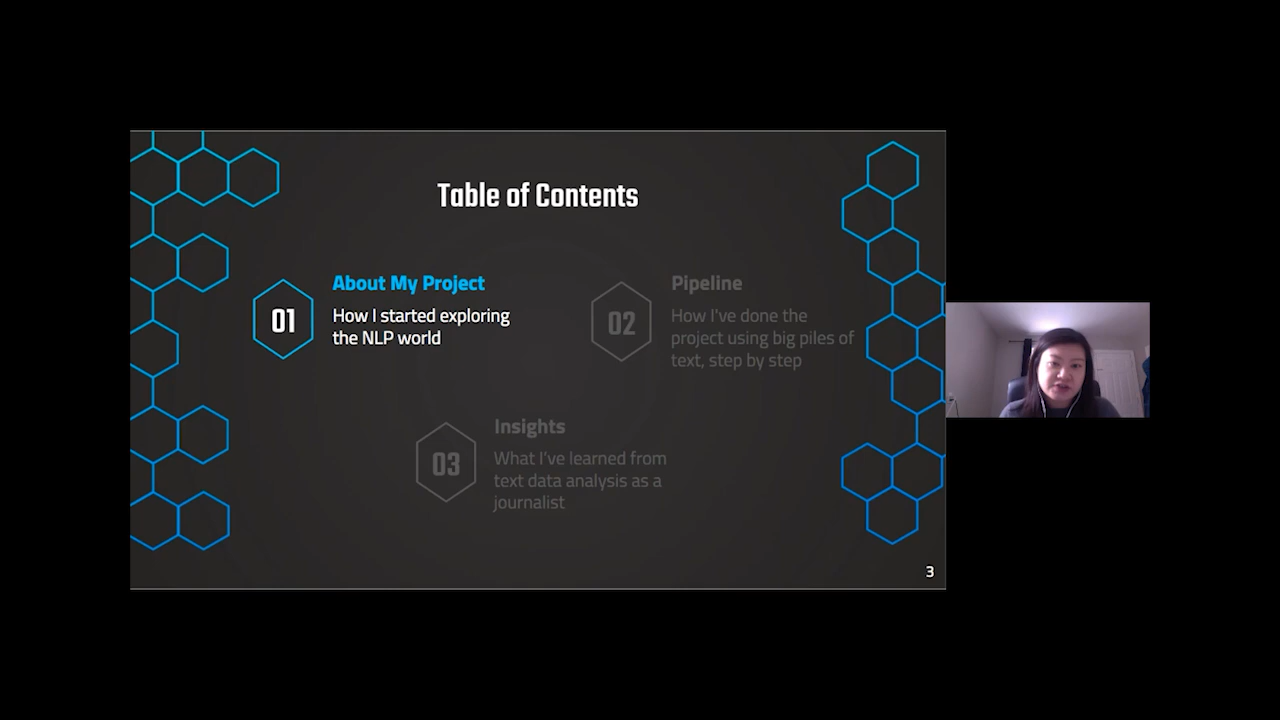 Table of Contents
01
About My Project
How I started exploring
the NLP world
02
Pipeline
How I've done the
project using big piles of
text, step by step
03
Insights
What I've learned from
text data analysis as a
journalist
3